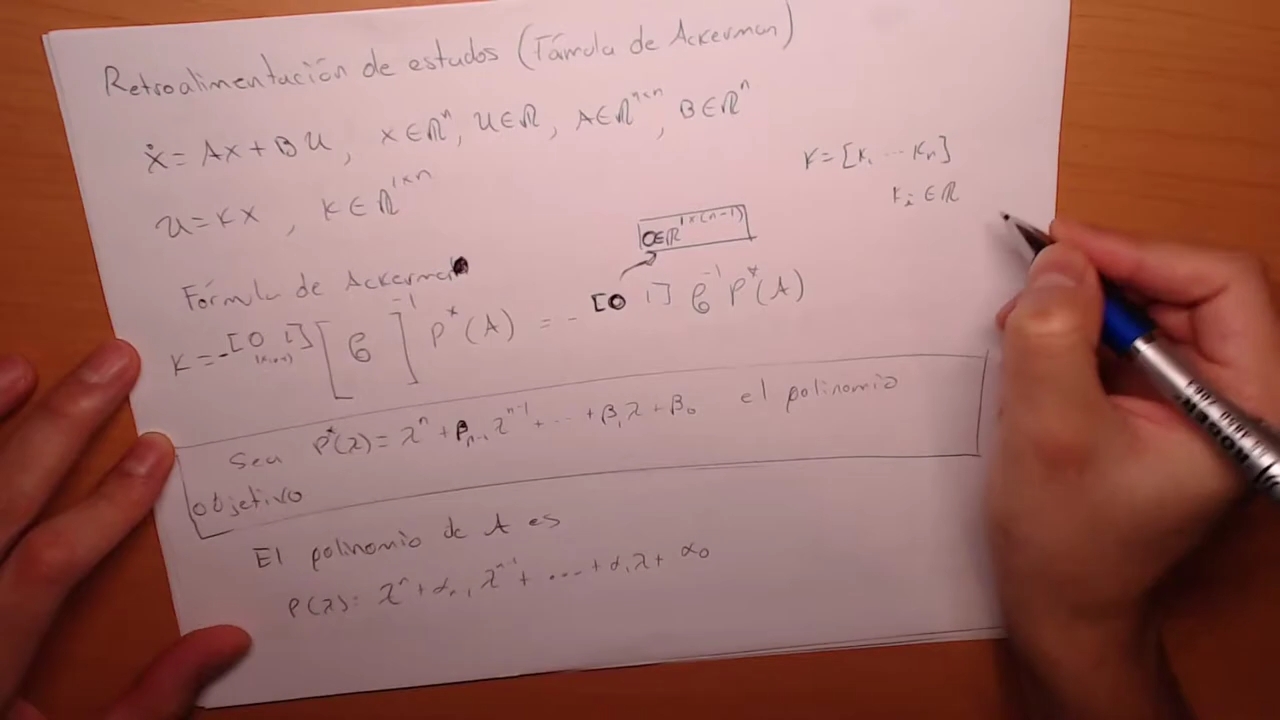 Retroalimentación de estados (Fórmula de Ackerman)
ẋ = Ax + Bu , x ∈ ℝⁿ, u ∈ ℝ, A ∈ ℝⁿˣⁿ, B ∈ ℝⁿ
u = Kx , K ∈ ℝ¹ˣⁿ
K = [K₁ ... Kₙ]
Kᵢ ∈ ℝ
0∈ℝ¹ˣ⁽ⁿ⁻¹⁾
Fórmula de Ackerman
K = -[0 1] [𝒞]⁻¹ P*(A) = -[0 1] 𝒞⁻¹ P*(A)
Sea P*(λ) = λⁿ + βₙ₋₁ λⁿ⁻¹ + ... + β₁λ + β₀ el polinomio
objetivo
El polinomio de A es
P(λ): λⁿ + αₙ₋₁ λⁿ⁻¹ + ... + α₁λ + α₀